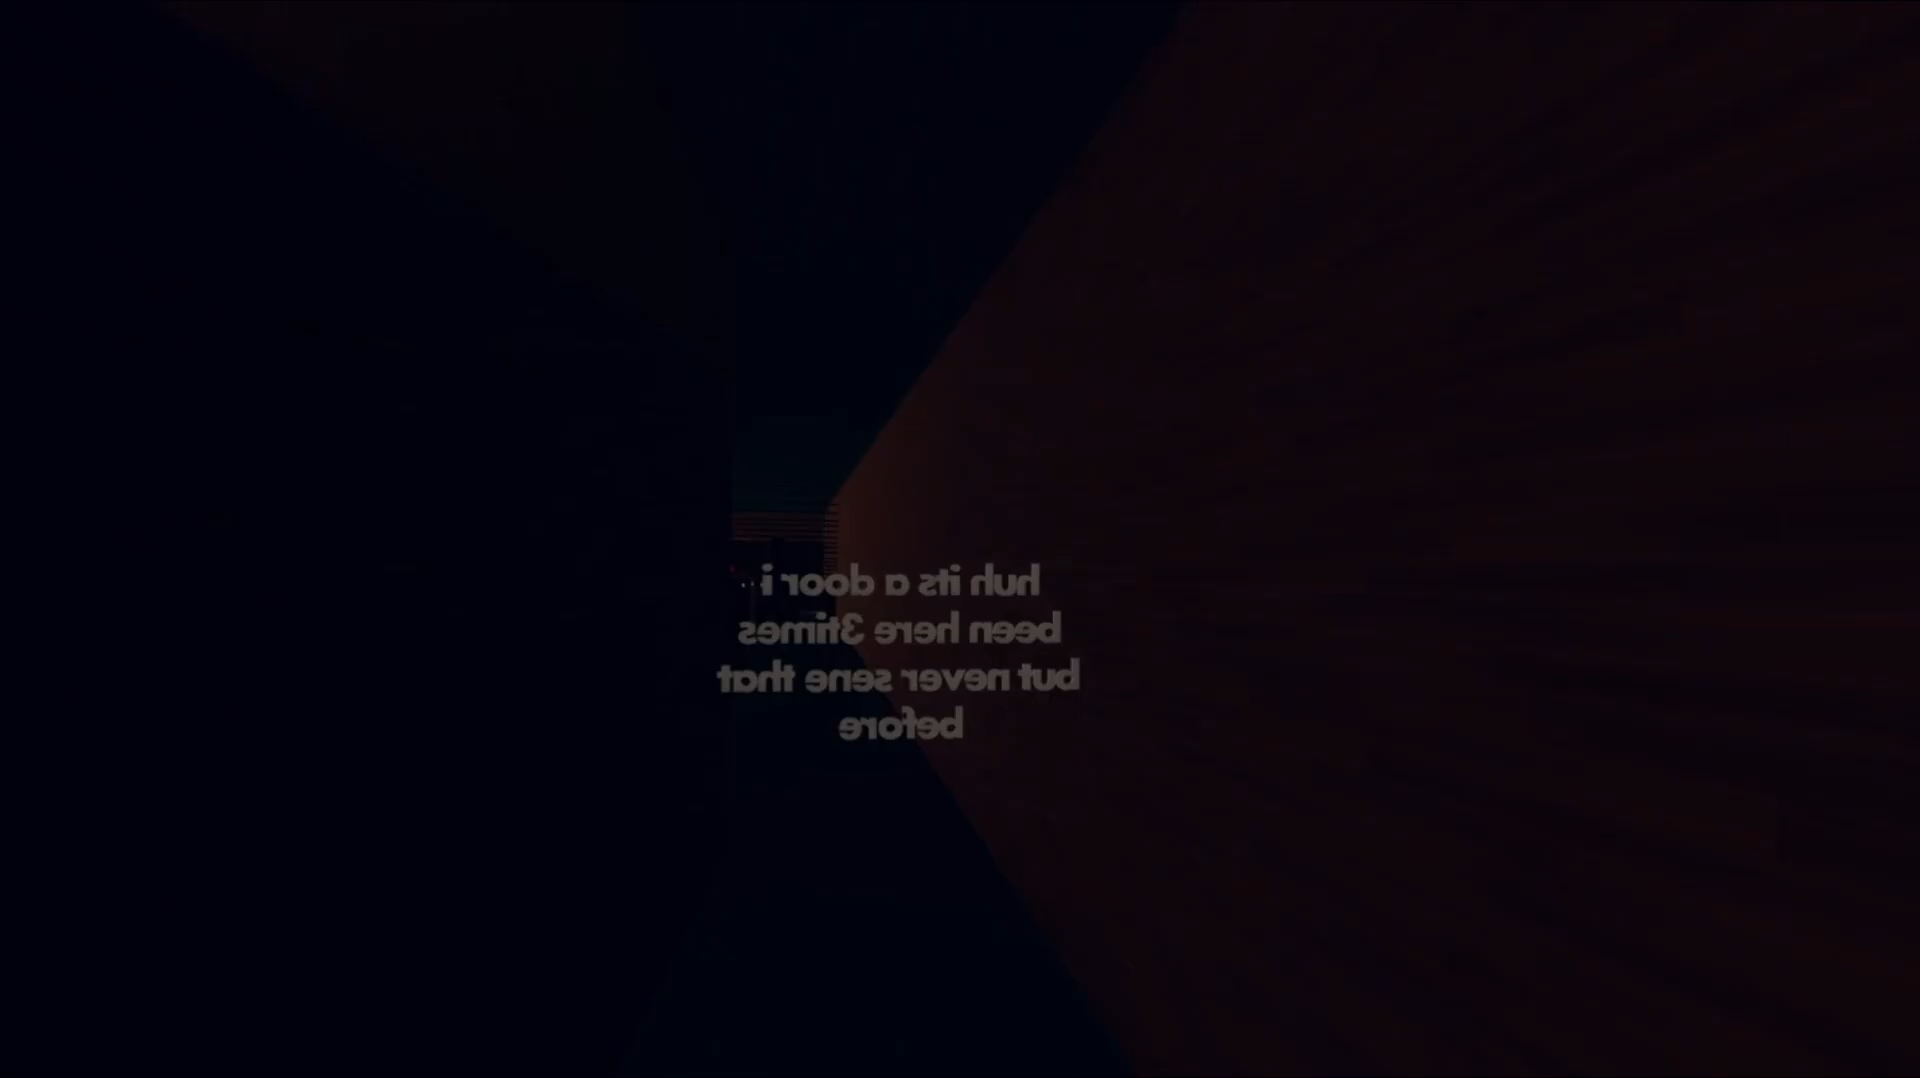 huh its a door i
been here 3times
but never sene that
before